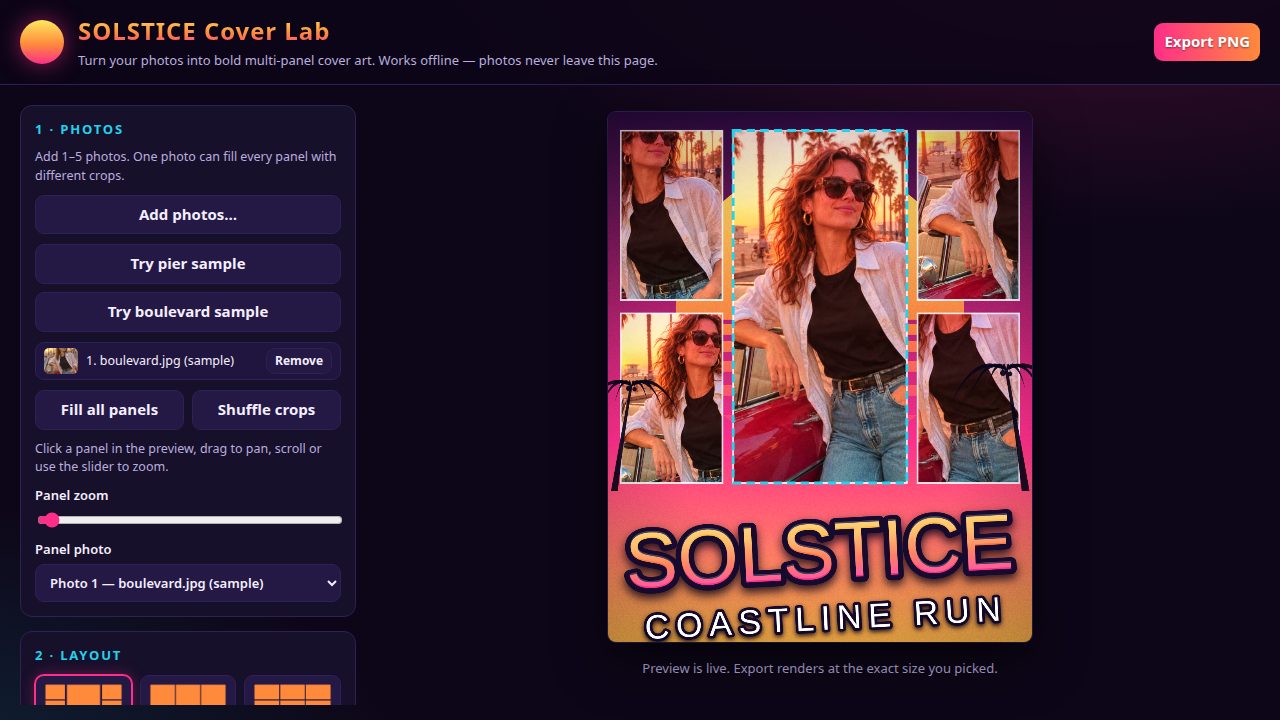 SOLSTICE Cover Lab
Turn your photos into bold multi-panel cover art. Works offline — photos never leave this page.
Export PNG
1 · PHOTOS
Add 1–5 photos. One photo can fill every panel with
different crops.
Add photos...
Try pier sample
Try boulevard sample
1. boulevard.jpg (sample)
Remove
Fill all panels
Shuffle crops
Click a panel in the preview, drag to pan, scroll or
use the slider to zoom.
Panel zoom
Panel photo
Photo 1 — boulevard.jpg (sample)
2 · LAYOUT
SOLSTICE
COASTLINE RUN
Preview is live. Export renders at the exact size you picked.